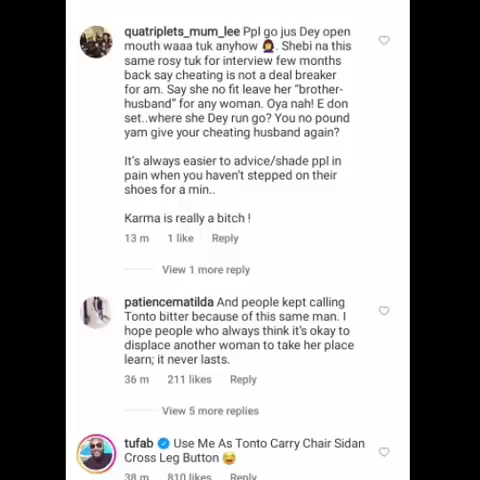 quatriplets_mum_lee Ppl go jus Dey open
mouth waaa tuk anyhow 🤦‍♀️. Shebi na this
same rosy tuk for interview few months
back say cheating is not a deal breaker
for am. Say she no fit leave her “brother-
husband” for any woman. Oya nah! E don
set..where she Dey run go? You no pound
yam give your cheating husband again?
It’s always easier to advice/shade ppl in
pain when you haven’t stepped on their
shoes for a min..
Karma is really a bitch !
13 m 1 like Reply
View 1 more reply
patiencematilda And people kept calling
Tonto bitter because of this same man. I
hope people who always think it’s okay to
displace another woman to take her place
learn; it never lasts.
36 m 211 likes Reply
View 5 more replies
tufab Use Me As Tonto Carry Chair Sidan
Cross Leg Button 😂
38 m 810 likes Reply